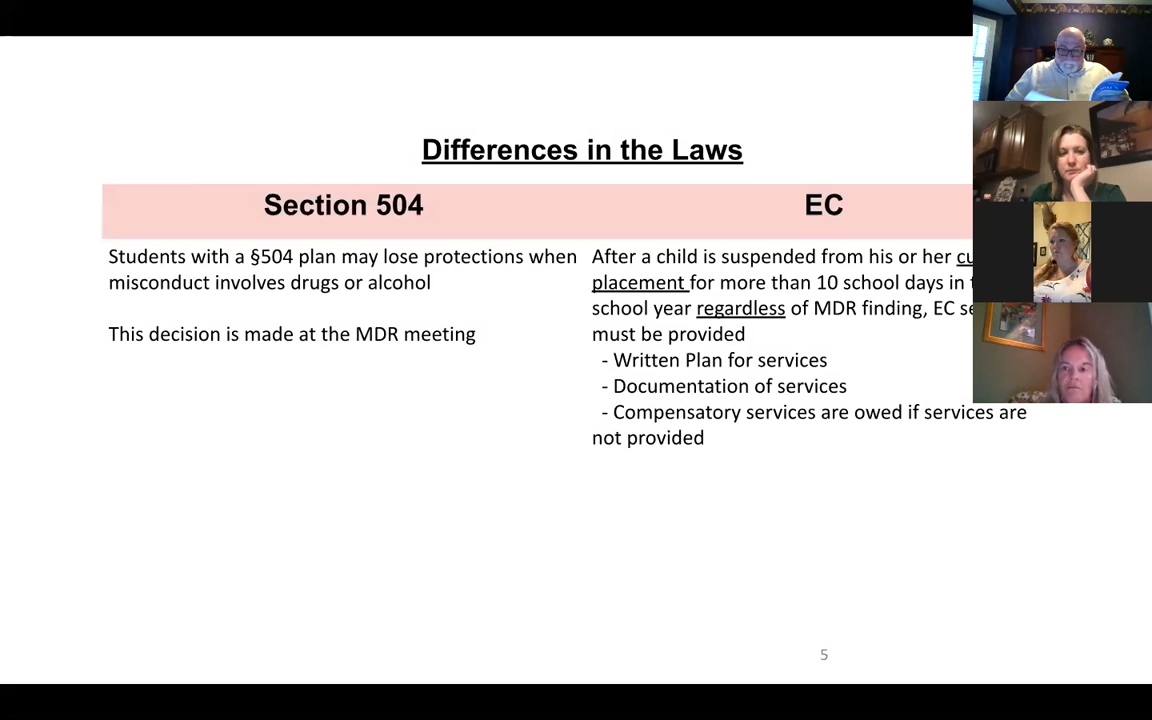 Differences in the Laws
Section 504
EC
Students with a §504 plan may lose protections when
misconduct involves drugs or alcohol
This decision is made at the MDR meeting
After a child is suspended from his or her
placement for more than 10 school days in
school year regardless of MDR finding, EC
must be provided
- Written Plan for services
- Documentation of services
- Compensatory services are owed if services are
not provided
5